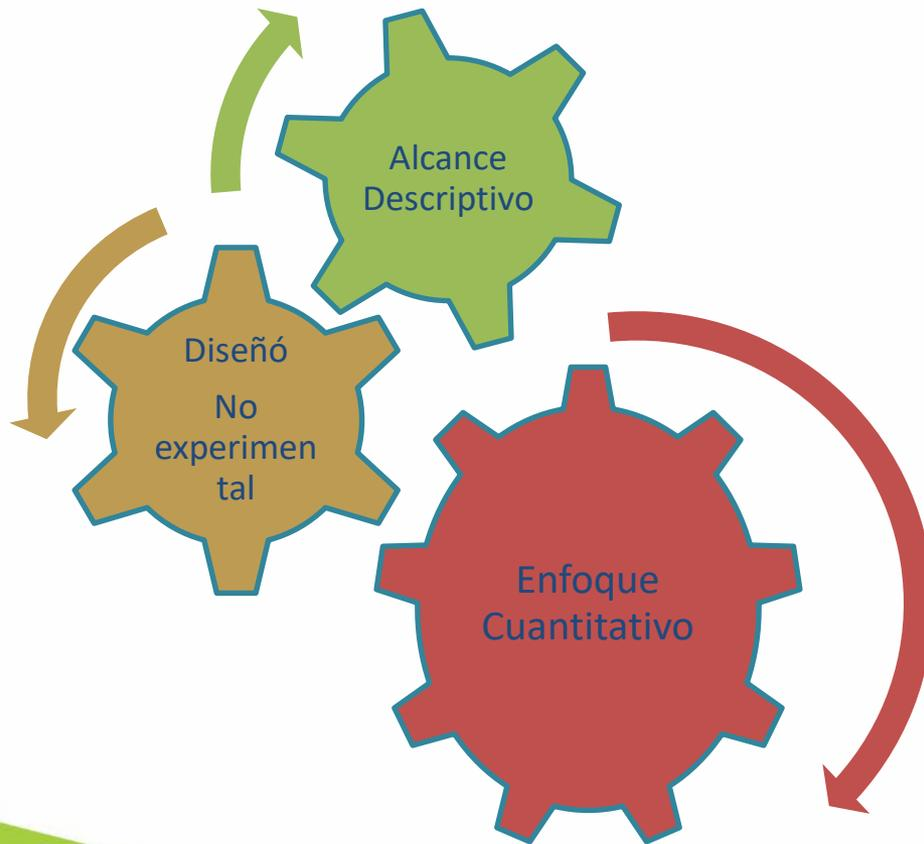 Alcance
Descriptivo
Diseñó
No
experimen
tal
Enfoque
Cuantitativo